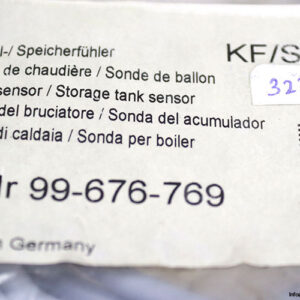 l-/ Speicherfühler
KF/S
de chaudière / Sonde de ballon
sensor / Storage tank sensor
del bruciatore / Sonda del acumulador
di caldaia / Sonda per boiler
Nr 99-676-769
Germany